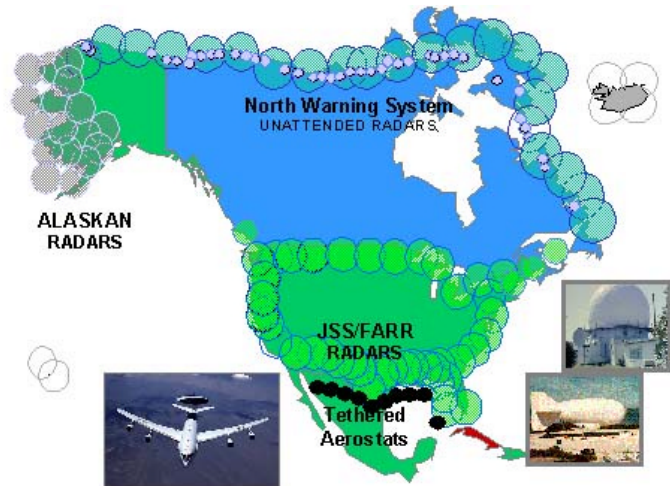 North Warning System
UNATTENDED RADARS,
ALASKAN
RADARS
JSS/FARR
RADARS
Tethered
Aerostats